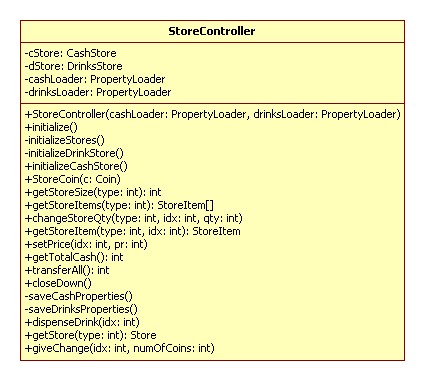 StoreController
-cStore: CashStore
-dStore: DrinksStore
-cashLoader: PropertyLoader
-drinksLoader: PropertyLoader
+StoreController(cashLoader: PropertyLoader, drinksLoader: PropertyLoader)
+initialize()
-initializeStores()
-initializeDrinkStore()
+initializeCashStore()
+StoreCoin(c: Coin)
+getStoreSize(type: int): int
+getStoreItems(type: int): StoreItem[]
+changeStoreQty(type: int, idx: int, qty: int)
+getStoreItem(type: int, idx: int): StoreItem
+setPrice(idx: int, pr: int)
+getTotalCash(): int
+transferAll(): int
+closeDown()
-saveCashProperties()
-saveDrinksProperties()
+dispenseDrink(idx: int)
+getStore(type: int): Store
+giveChange(idx: int, numOfCoins: int)